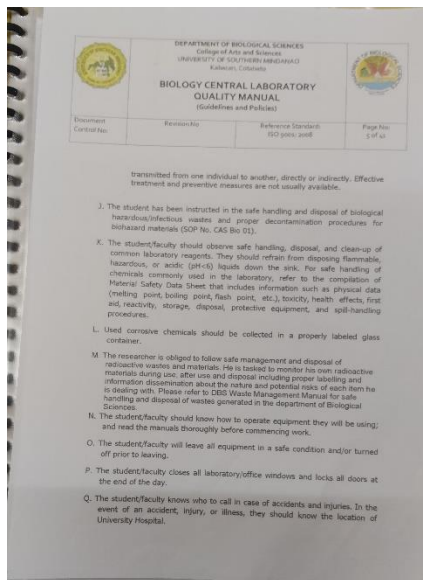 DEPARTMENT OF BIOLOGICAL SCIENCES
College of Arts and Sciences
UNIVERSITY OF SOUTHERN MINDANAO
Kabacan, Cotabato
BIOLOGY CENTRAL LABORATORY
QUALITY MANUAL
(Guidelines and Policies)
Document
Control No:
Revision No
Reference Standard:
ISO 9001: 2008
Page No:
transmitted from one individual to another, directly or indirectly. Effective
treatment and preventive measures are not usually available.
J. The student has been instructed in the safe handling and disposal of biological
hazardous/infectious wastes and proper decontamination procedures for
biohazard materials (SOP No. CAS Bio 01).
K. The student/faculty should observe safe handling, disposal, and clean-up of
common laboratory reagents. They should refrain from disposing flammable,
hazardous, or acidic (pH<6) liquids down the sink. For safe handling of
chemicals commonly used in the laboratory, refer to the compilation of
Material Safety Data Sheet that includes information such as physical data
(melting point, boiling point, flash point, etc.), toxicity, health effects, first
aid, reactivity, storage, disposal, protective equipment, and spill-handling
procedures.
L. Used corrosive chemicals should be collected in a properly labeled glass
container.
M. The researcher is obliged to follow safe management and disposal of
radioactive wastes and materials. He is tasked to monitor his own radioactive
materials during use, after use and disposal including proper labelling and
information dissemination about the nature and potential risks of each item he
is dealing with. Please refer to DBS Waste Management Manual for safe
handling and disposal of wastes generated in the department of Biological
Sciences.
N. The student/faculty should know how to operate equipment they will be using;
and read the manuals thoroughly before commencing work.
O. The student/faculty will leave all equipment in a safe condition and/or turned
off prior to leaving.
P. The student/faculty closes all laboratory/office windows and locks all doors at
the end of the day.
Q. The student/faculty knows who to call in case of accidents and injuries. In the
event of an accident, injury, or illness, they should know the location of
University Hospital.